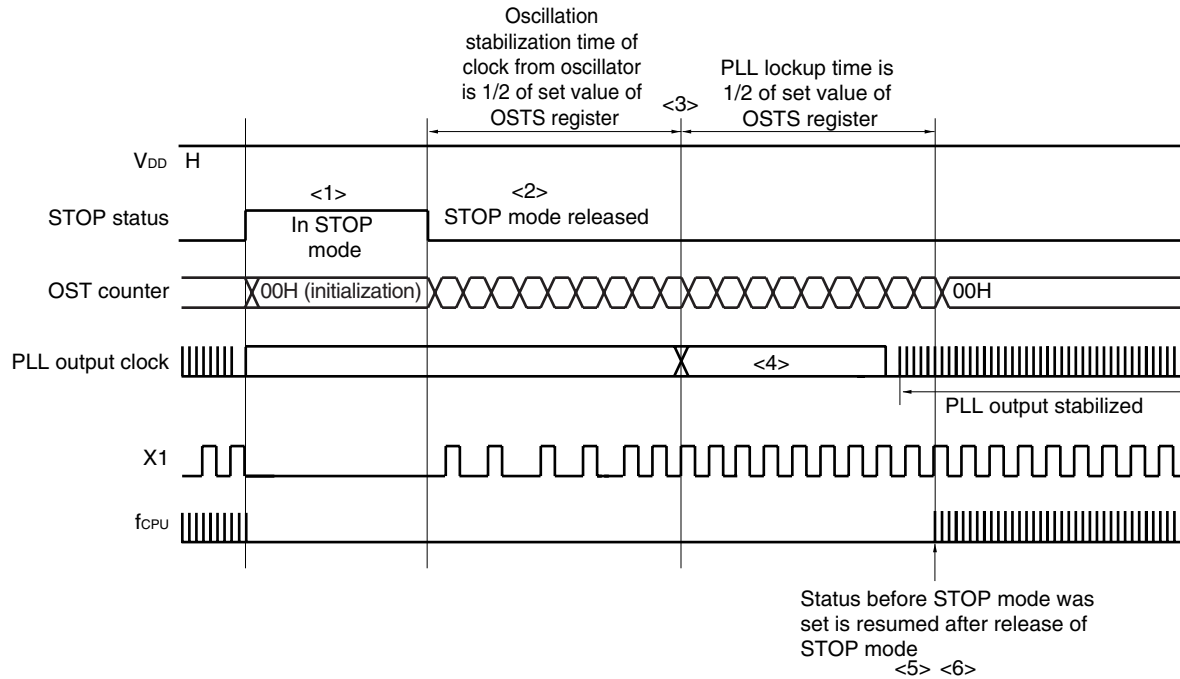 Oscillation
stabilization time of
clock from oscillator
is 1/2 of set value of
OSTS register
<3>
PLL lockup time is
1/2 of set value of
OSTS register
VDD H
STOP status
<1>
In STOP
mode
<2>
STOP mode released
OST counter
00H (initialization)
00H
PLL output clock
<4>
PLL output stabilized
X1
fCPU
Status before STOP mode was
set is resumed after release of
STOP mode
<5> <6>